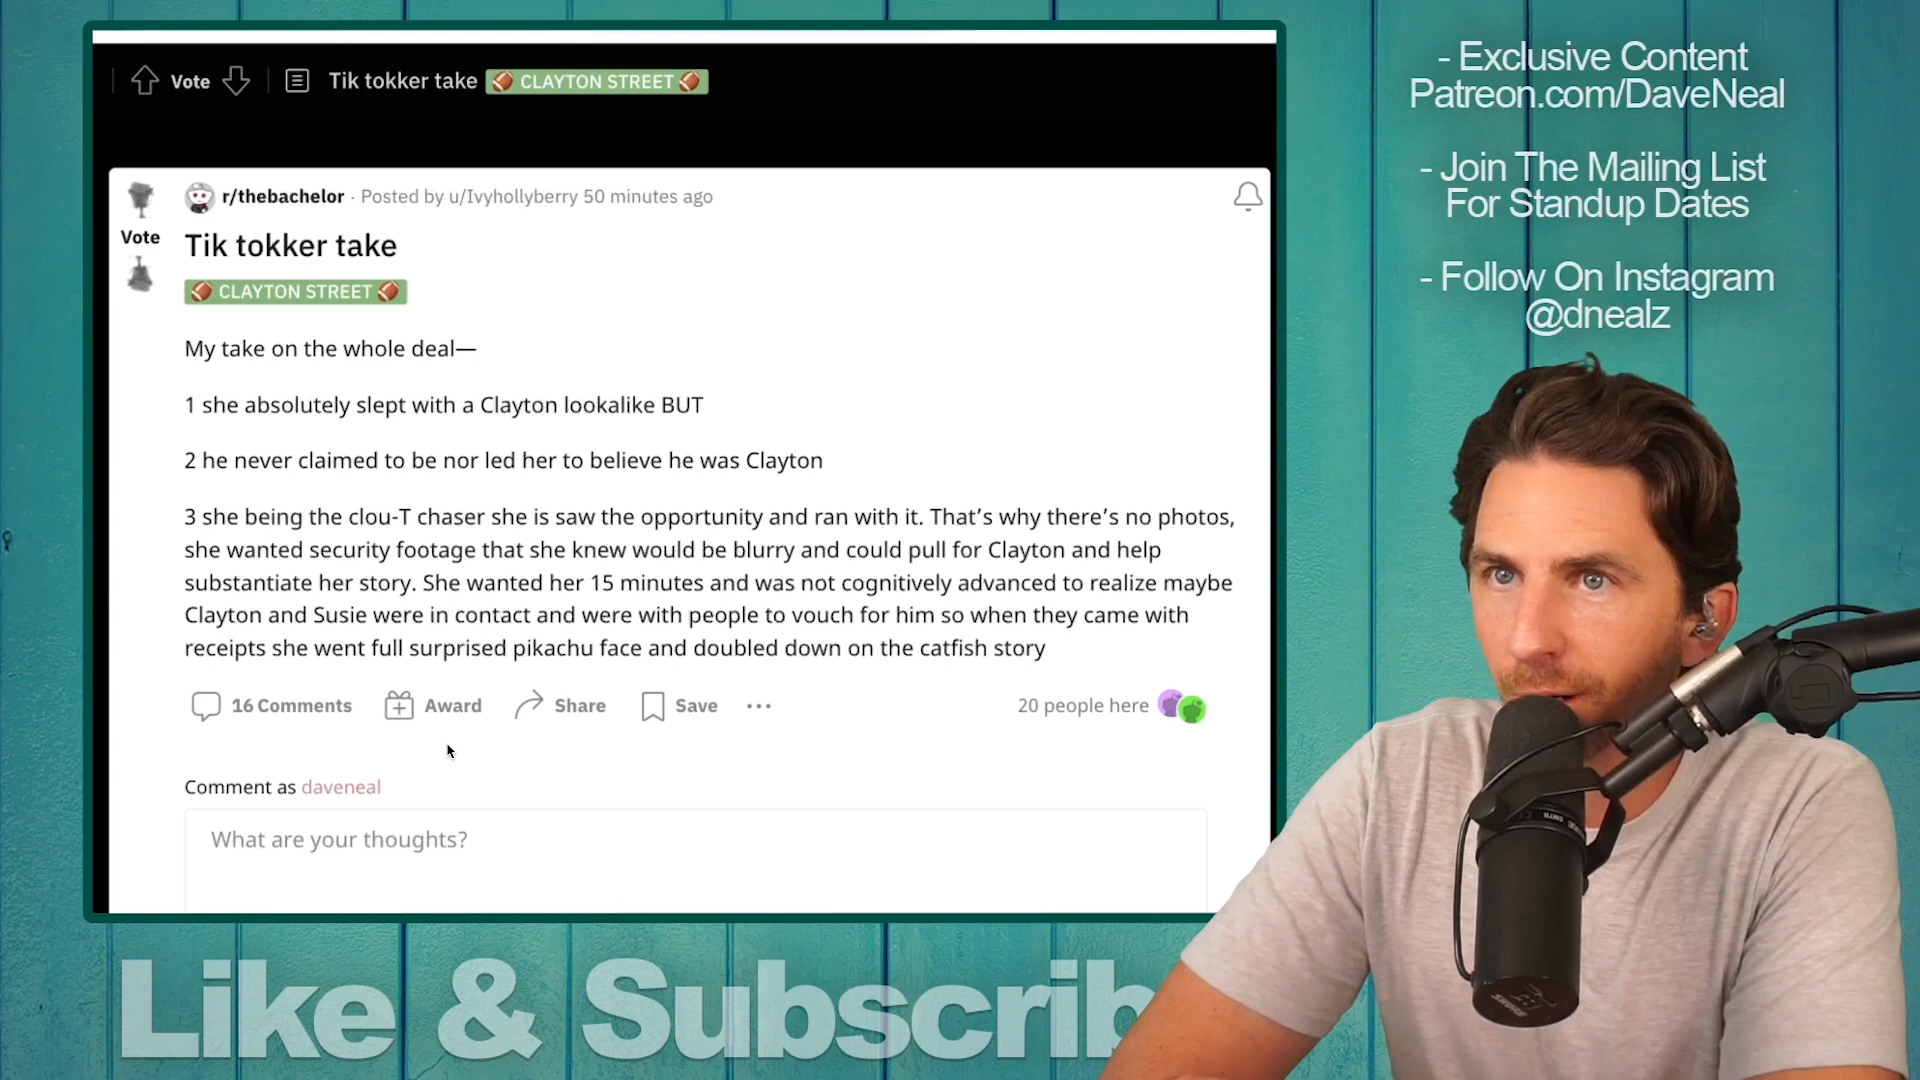 Vote
Tik tokker take CLAYTON STREET
r/thebachelor · Posted by u/Ivyhollyberry 50 minutes ago
Vote
Tik tokker take
CLAYTON STREET
My take on the whole deal—
1 she absolutely slept with a Clayton lookalike BUT
2 he never claimed to be nor led her to believe he was Clayton
3 she being the clou-T chaser she is saw the opportunity and ran with it. That's why there's no photos,
she wanted security footage that she knew would be blurry and could pull for Clayton and help
substantiate her story. She wanted her 15 minutes and was not cognitively advanced to realize maybe
Clayton and Susie were in contact and were with people to vouch for him so when they came with
receipts she went full surprised pikachu face and doubled down on the catfish story
16 Comments Award Share Save ... 20 people here
Comment as daveneal
What are your thoughts?
- Exclusive Content
Patreon.com/DaveNeal
- Join The Mailing List
For Standup Dates
- Follow On Instagram
@dnealz
Like & Subscrib